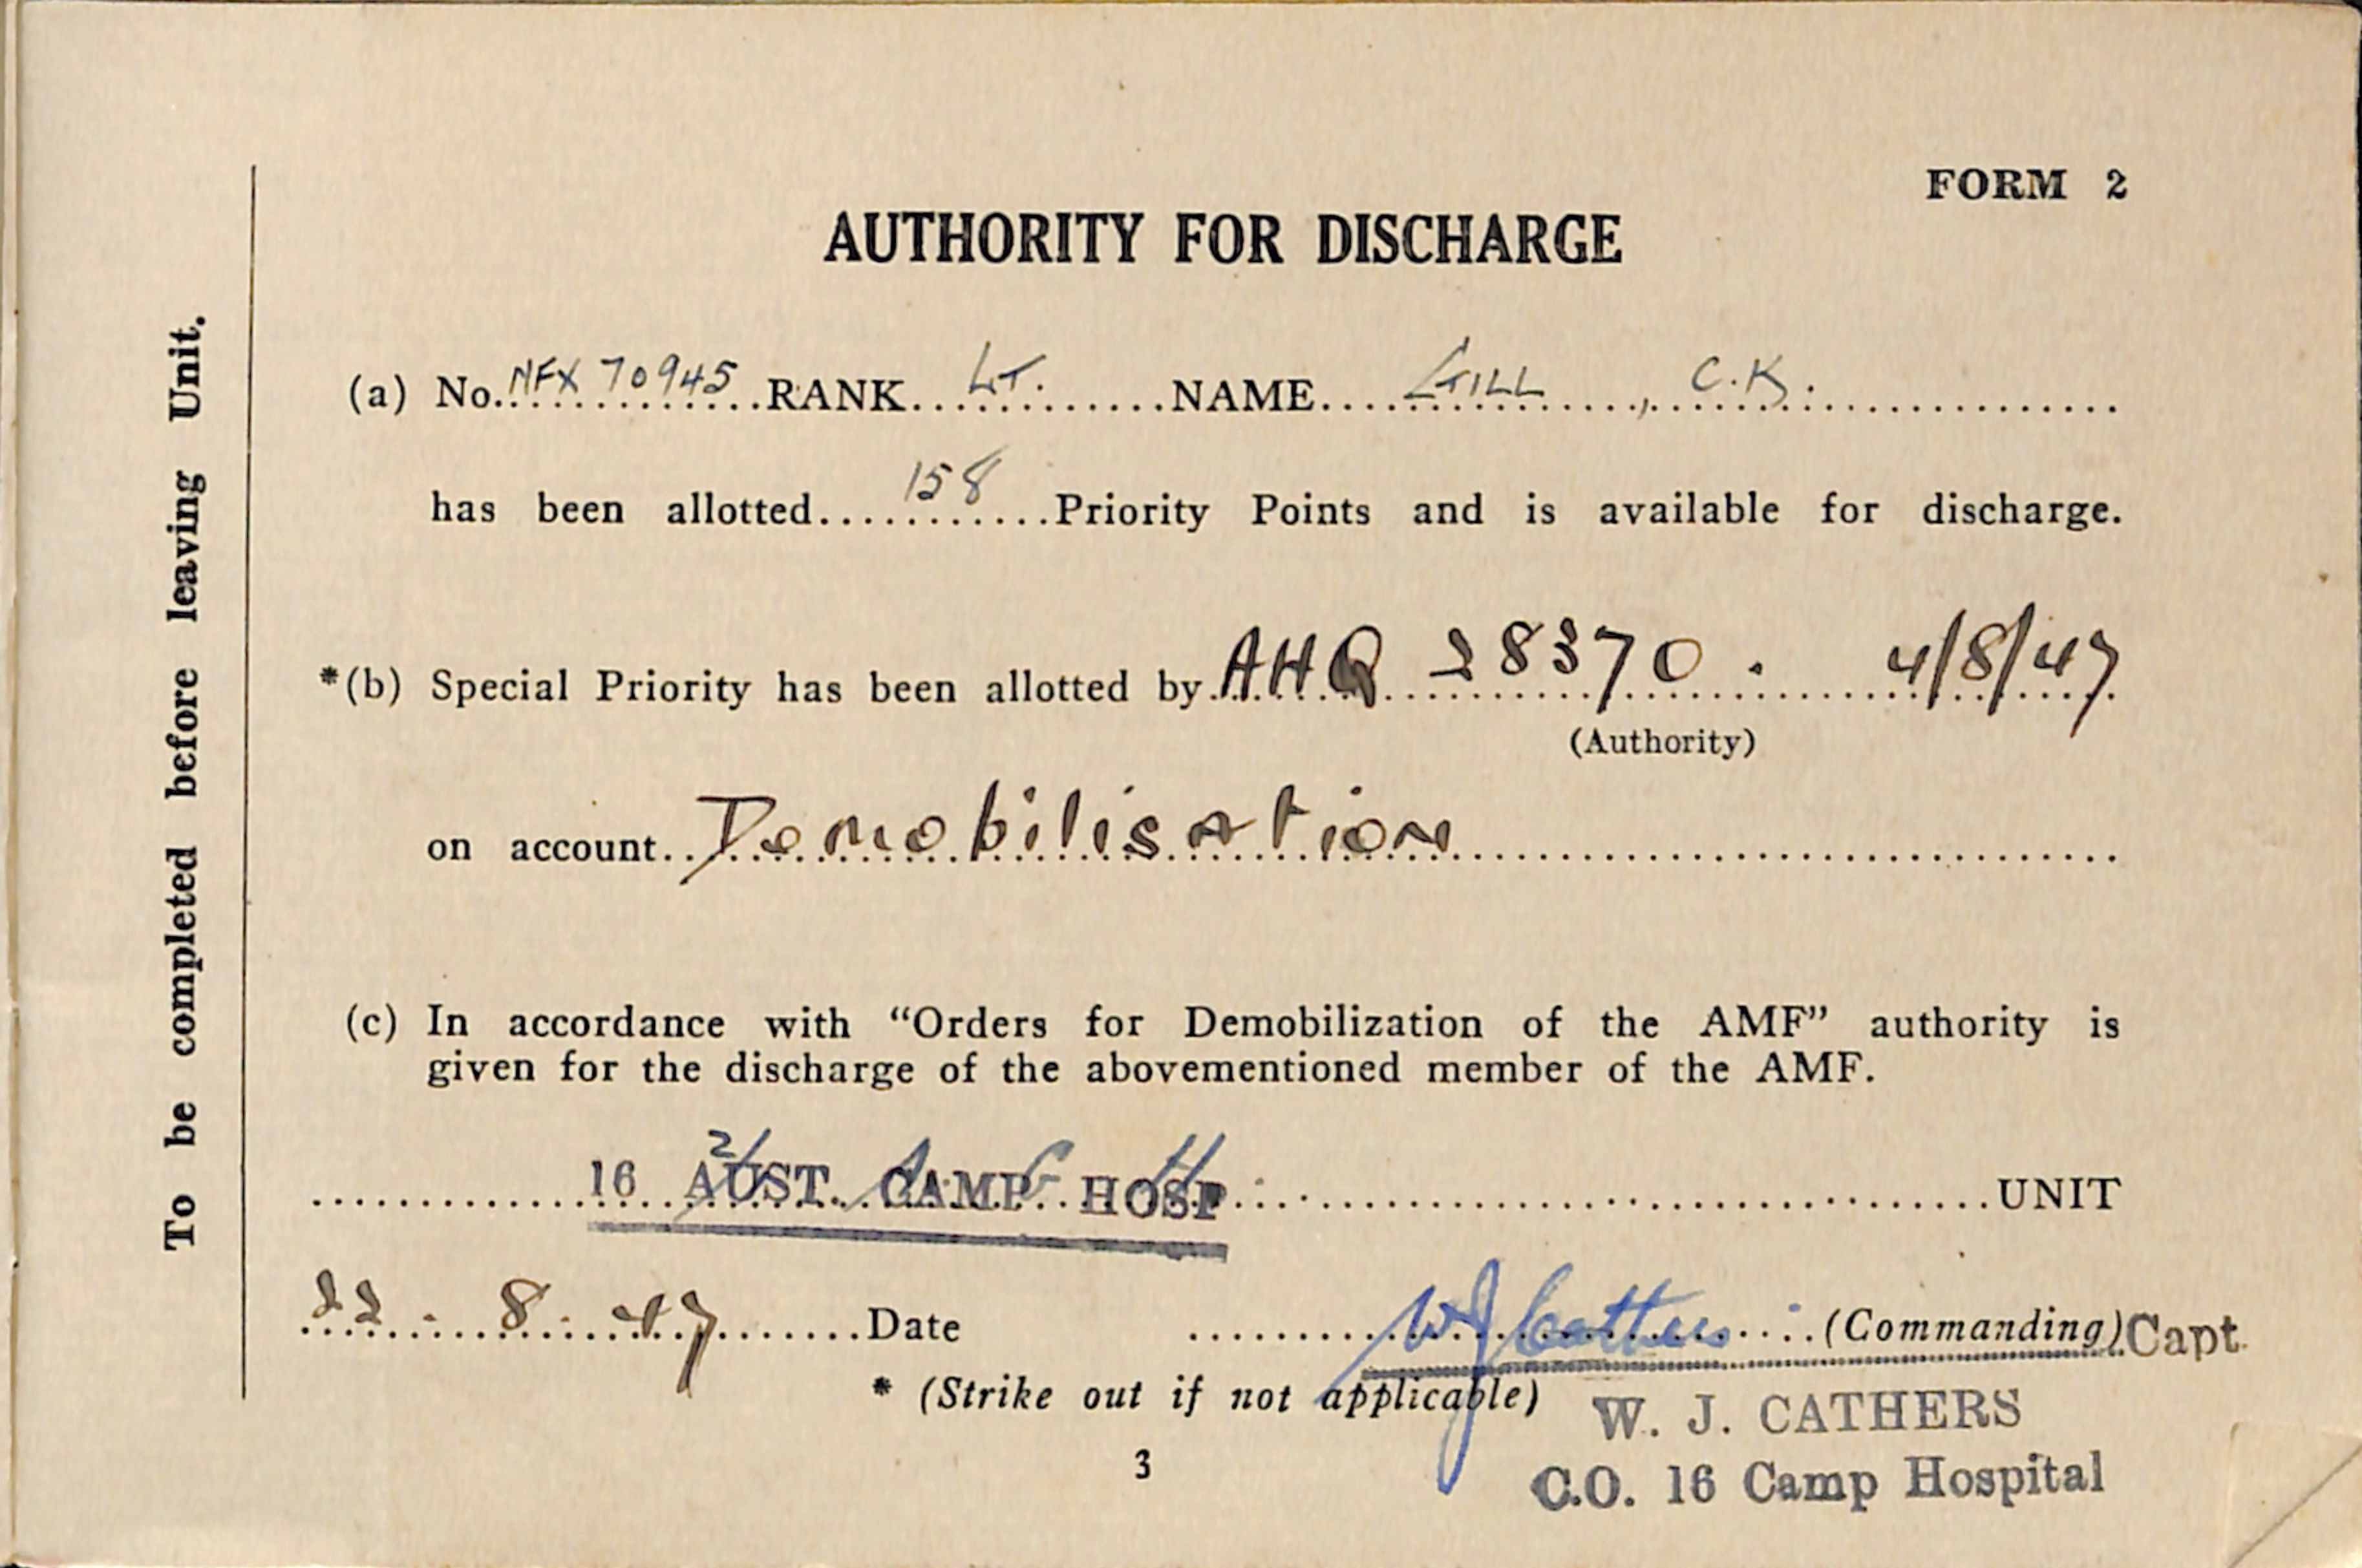 FORM 2
AUTHORITY FOR DISCHARGE
To be completed before leaving Unit.
(a) No. NFX 70945 RANK LT. NAME GILL, C.K.
has been allotted 158 Priority Points and is available for discharge.
*(b) Special Priority has been allotted by AHQ 28370. 4/8/47
(Authority)
on account Demobilisation
(c) In accordance with "Orders for Demobilization of the AMF" authority is
given for the discharge of the abovementioned member of the AMF.
16 AUST. CAMP HOSP UNIT
22.8.47 Date WJ Cathers (Commanding) Capt.
* (Strike out if not applicable)
W. J. CATHERS
3
C.O. 16 Camp Hospital